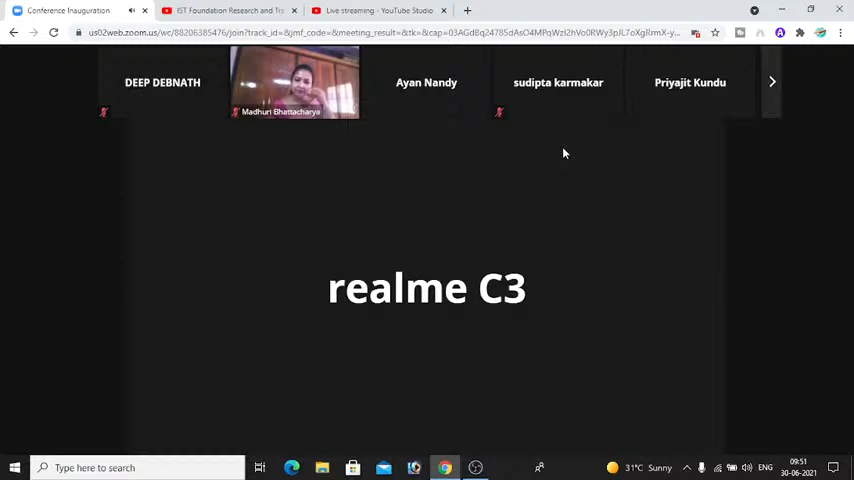 Conference Inauguration
IST Foundation Research and Tra
Live streaming - YouTube Studio
us02web.zoom.us/wc/88206385476/join?track_id=&jmf_code=&meeting_result=&tk=&cap=
DEEP DEBNATH
Madhuri Bhattacharya
Ayan Nandy
sudipta karmakar
Priyajit Kundu
realme C3
Type here to search
31°C Sunny
ENG
09:51
30-06-2021